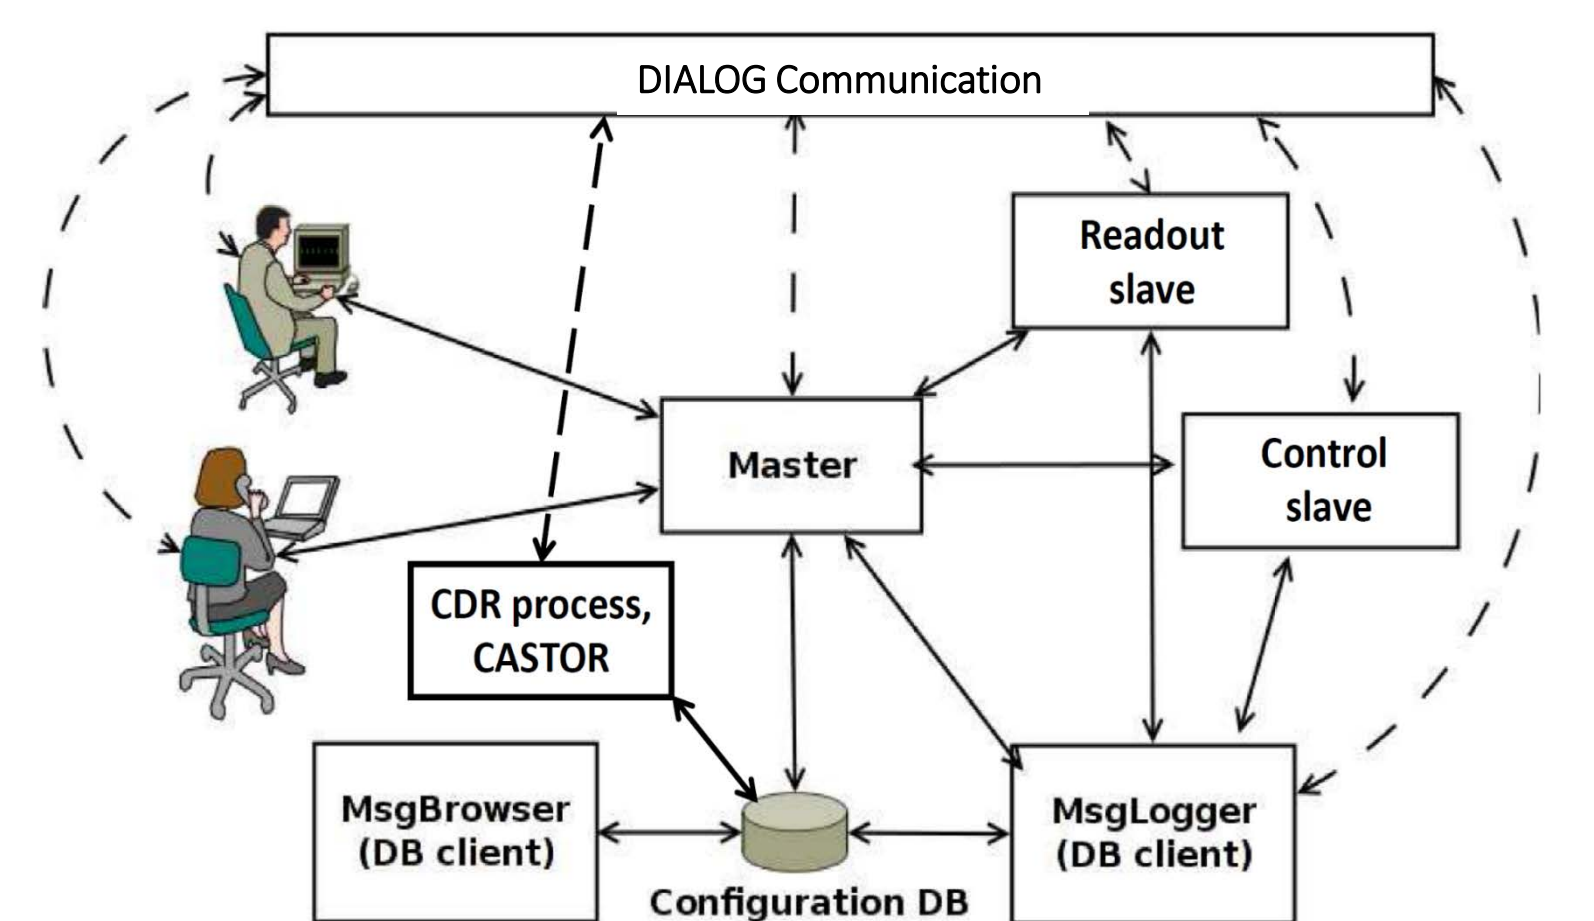 DIALOG Communication
Readout
slave
Master
Control
slave
CDR process,
CASTOR
MsgBrowser
(DB client)
MsgLogger
(DB client)
Configuration DB